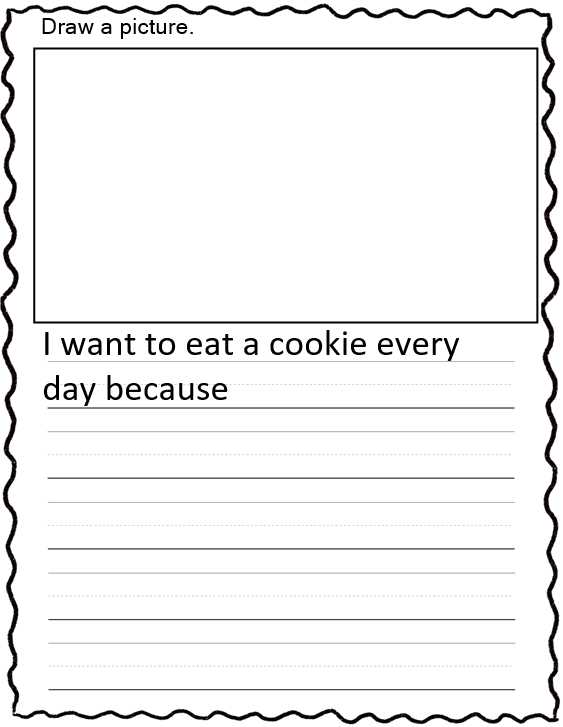 Draw a picture.
I want to eat a cookie every
day because